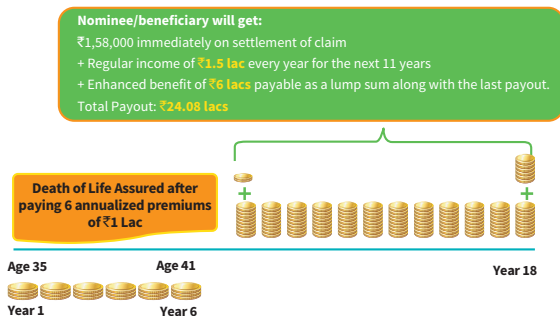 Nominee/beneficiary will get:
₹1,58,000 immediately on settlement of claim
+ Regular income of ₹1.5 lac every year for the next 11 years
+ Enhanced benefit of ₹6 lacs payable as a lump sum along with the last payout.
Total Payout: ₹24.08 lacs
+ +
Death of Life Assured after
paying 6 annualized premiums
of ₹1 Lac
Age 35 Age 41 Year 18
Year 1 Year 6